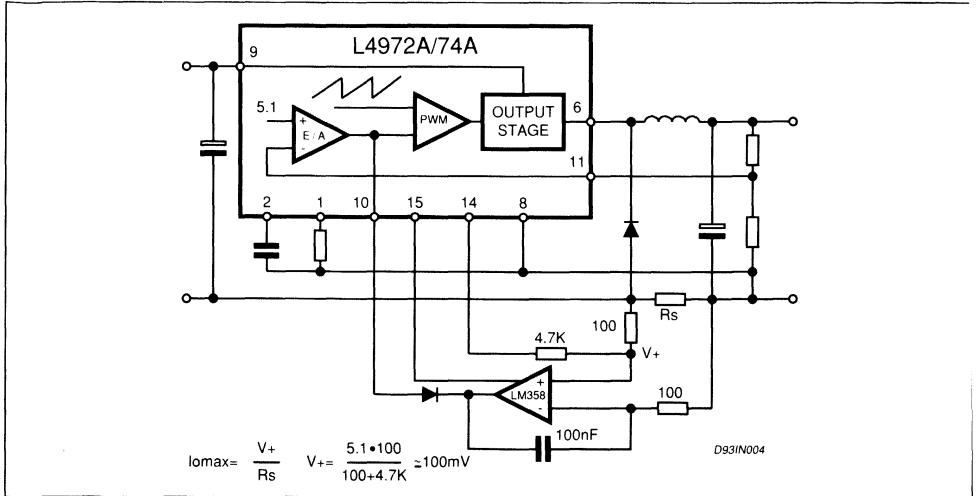 L4972A/74A
9
5.1
+
E/A
-
PWM
OUTPUT
STAGE
6
11
2
1
10
15
14
8
Rs
100
4.7K
V+
+
LM358
-
100
100nF
D93IN004
Iomax= V+ / Rs V+= 5.1•100 / 100+4.7K ≅100mV